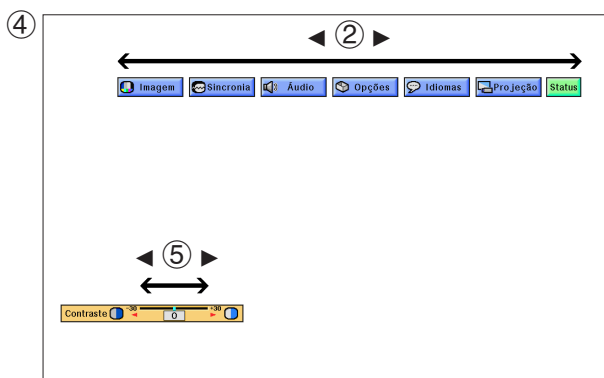 ④
◄ ② ►
Imagem Sincronia Áudio Opções Idiomas Projeção Status
◄ ⑤ ►
Contraste -30 0 +30